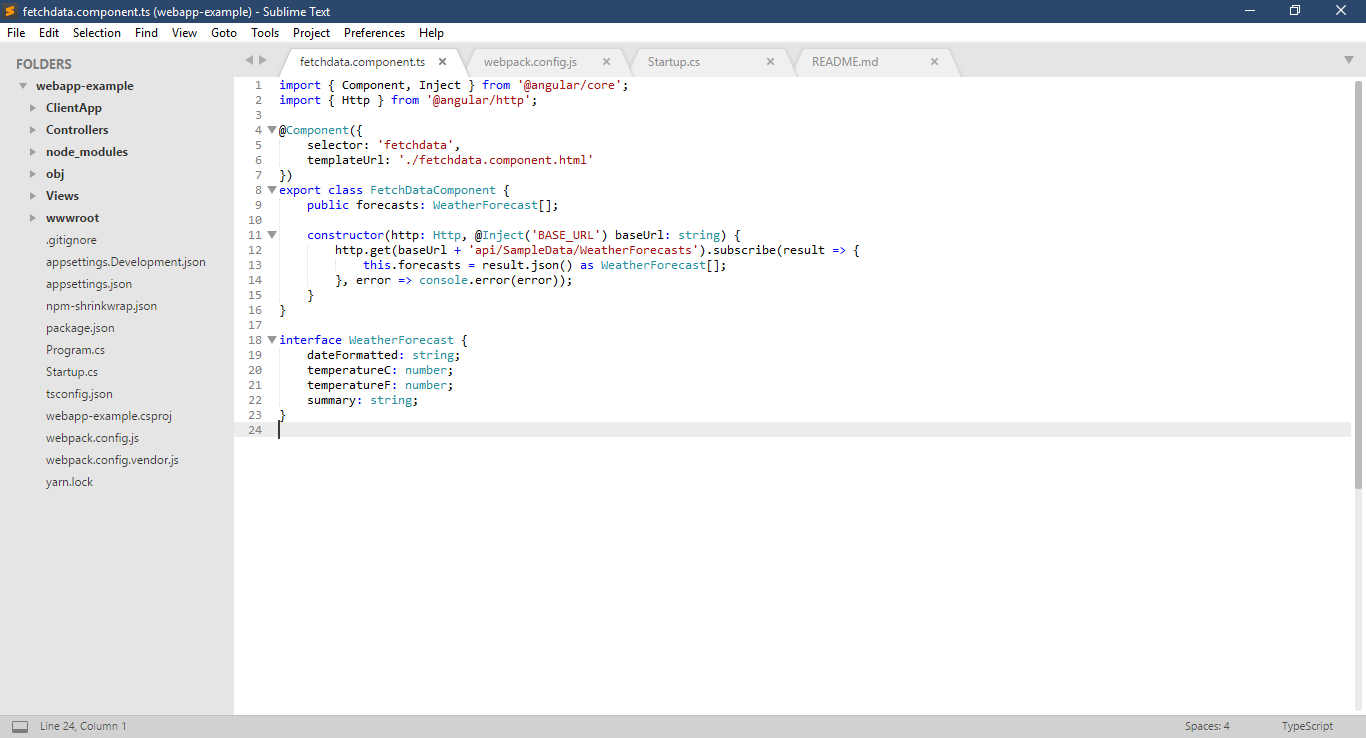 fetchdata.component.ts (webapp-example) - Sublime Text
File Edit Selection Find View Goto Tools Project Preferences Help
FOLDERS
webapp-example
ClientApp
Controllers
node_modules
obj
Views
wwwroot
.gitignore
appsettings.Development.json
appsettings.json
npm-shrinkwrap.json
package.json
Program.cs
Startup.cs
tsconfig.json
webapp-example.csproj
webpack.config.js
webpack.config.vendor.js
yarn.lock
fetchdata.component.ts webpack.config.js Startup.cs README.md
1 import { Component, Inject } from '@angular/core';
2 import { Http } from '@angular/http';
3
4 @Component({
5     selector: 'fetchdata',
6     templateUrl: './fetchdata.component.html'
7 })
8 export class FetchDataComponent {
9     public forecasts: WeatherForecast[];
10
11     constructor(http: Http, @Inject('BASE_URL') baseUrl: string) {
12         http.get(baseUrl + 'api/SampleData/WeatherForecasts').subscribe(result => {
13             this.forecasts = result.json() as WeatherForecast[];
14         }, error => console.error(error));
15     }
16 }
17
18 interface WeatherForecast {
19     dateFormatted: string;
20     temperatureC: number;
21     temperatureF: number;
22     summary: string;
23 }
24
Line 24, Column 1 Spaces: 4 TypeScript